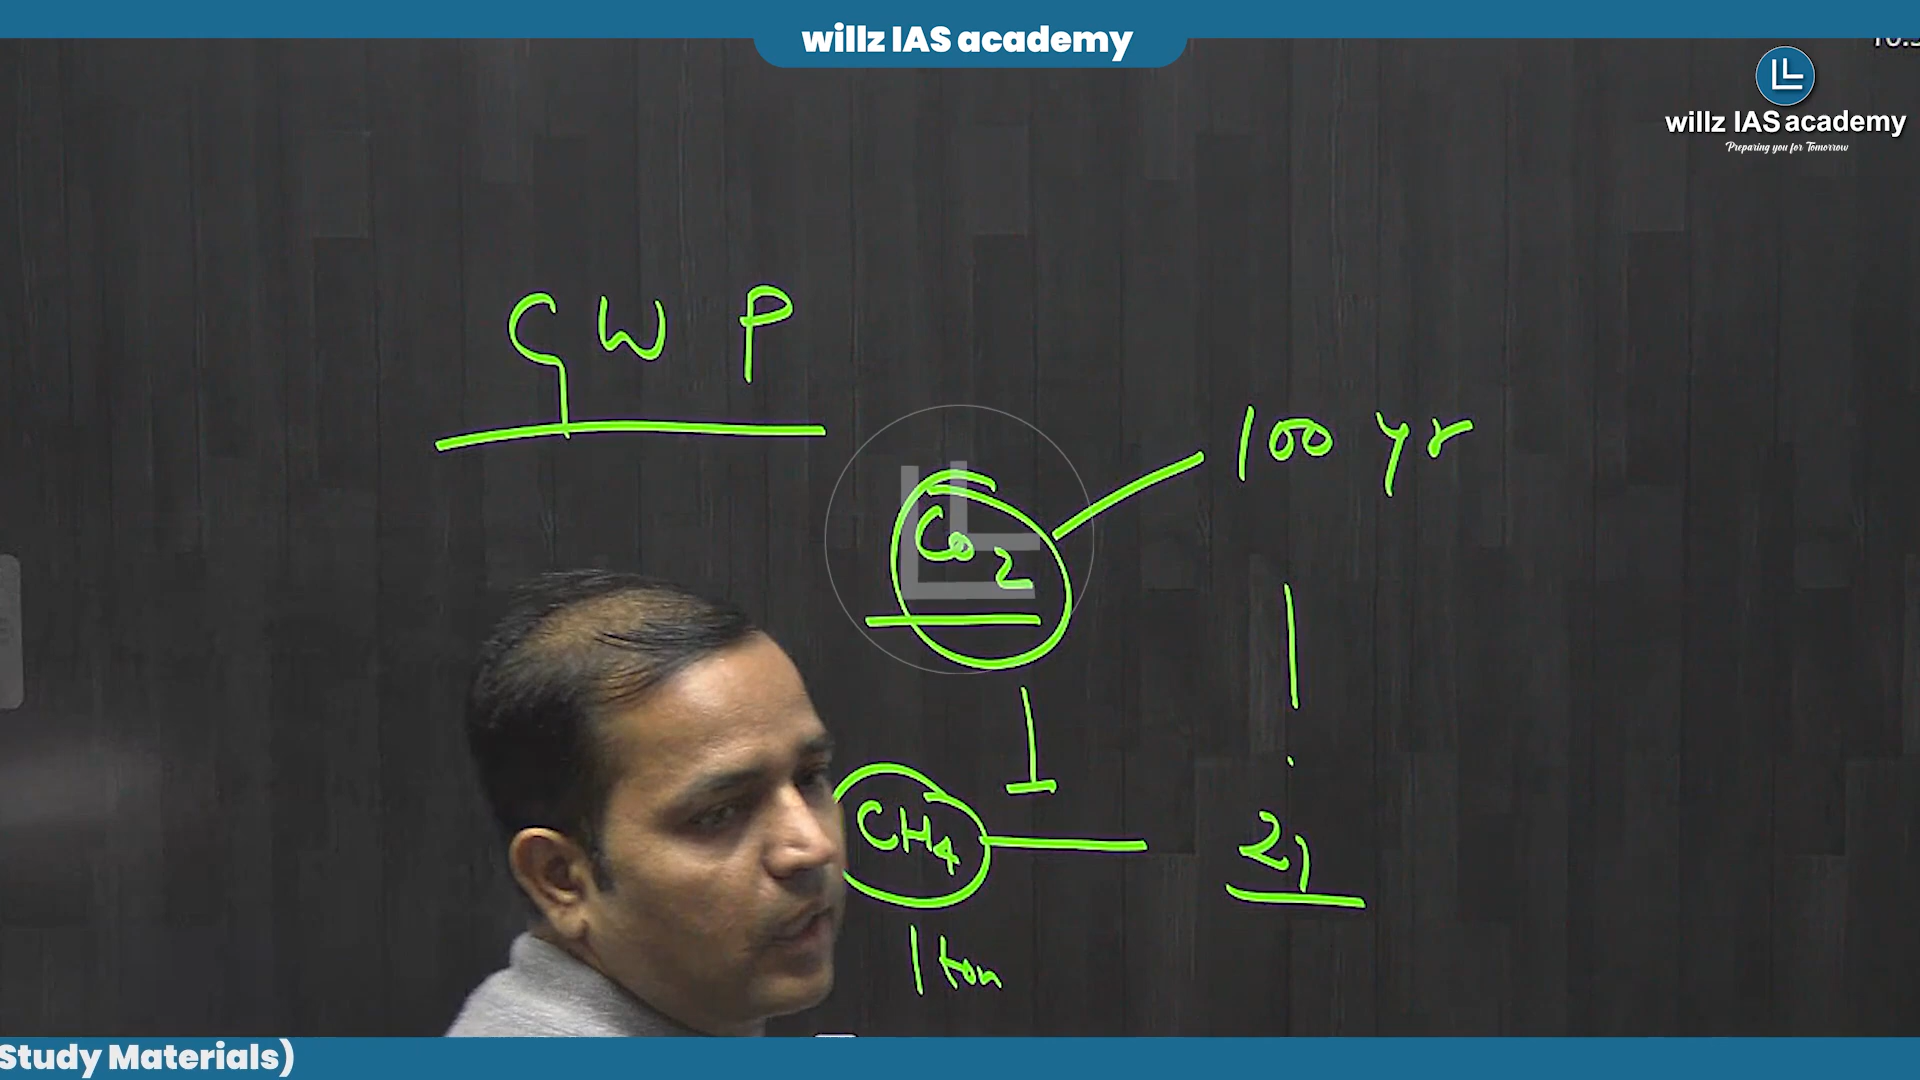 willz IAS academy
willz IAS academy
Preparing you for Tomorrow
GWP
100 yr
CO2
1
1
CH4
21
1 ton
Study Materials)